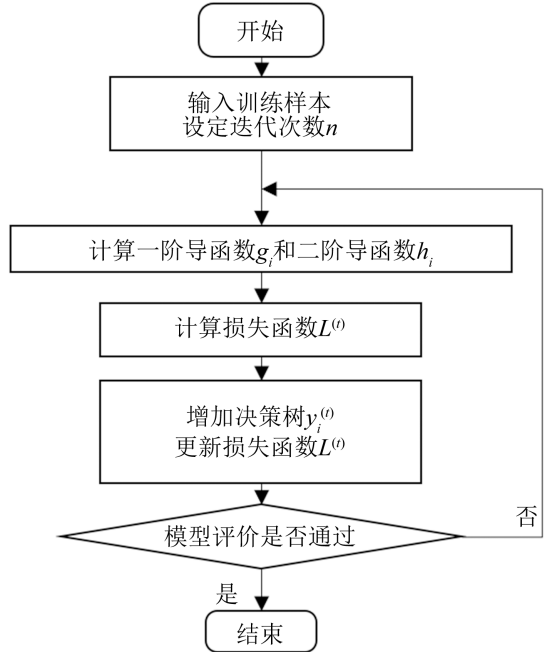 开始
输入训练样本
设定迭代次数n
计算一阶导函数gᵢ和二阶导函数hᵢ
计算损失函数L⁽ᵗ⁾
增加决策树yᵢ⁽ᵗ⁾
更新损失函数L⁽ᵗ⁾
模型评价是否通过
否
是
结束